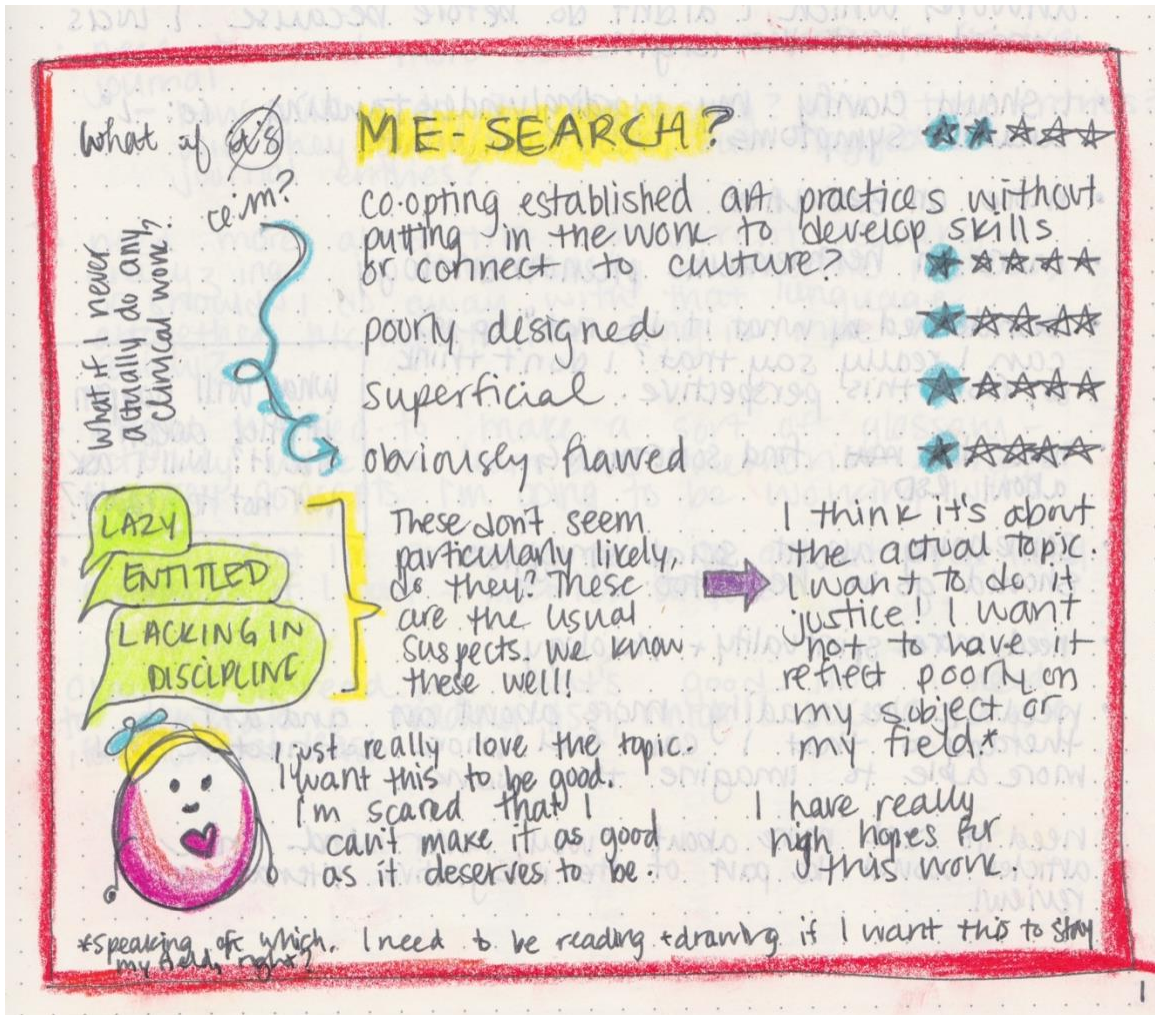 What if it's
ME-SEARCH?
i'm?
What if I never
actually do any
clinical work?
co-opting established art practices without
putting in the work to develop skills
or connect to culture?
poorly designed
superficial
obviously flawed
LAZY
ENTITLED
LACKING IN
DISCIPLINE
These don't seem
particularly likely,
do they? These
are the usual
suspects. We know
these well!
I think it's about
the actual topic.
I want to do it
justice! I want
not to have it
reflect poorly on
my subject or
my field.*
I just really love the topic.
I want this to be good.
I'm scared that I
can't make it as good
as it deserves to be.
I have really
high hopes for
this work.
*speaking of which, I need to be reading + drawing if I want this to stay
my field, right?
1